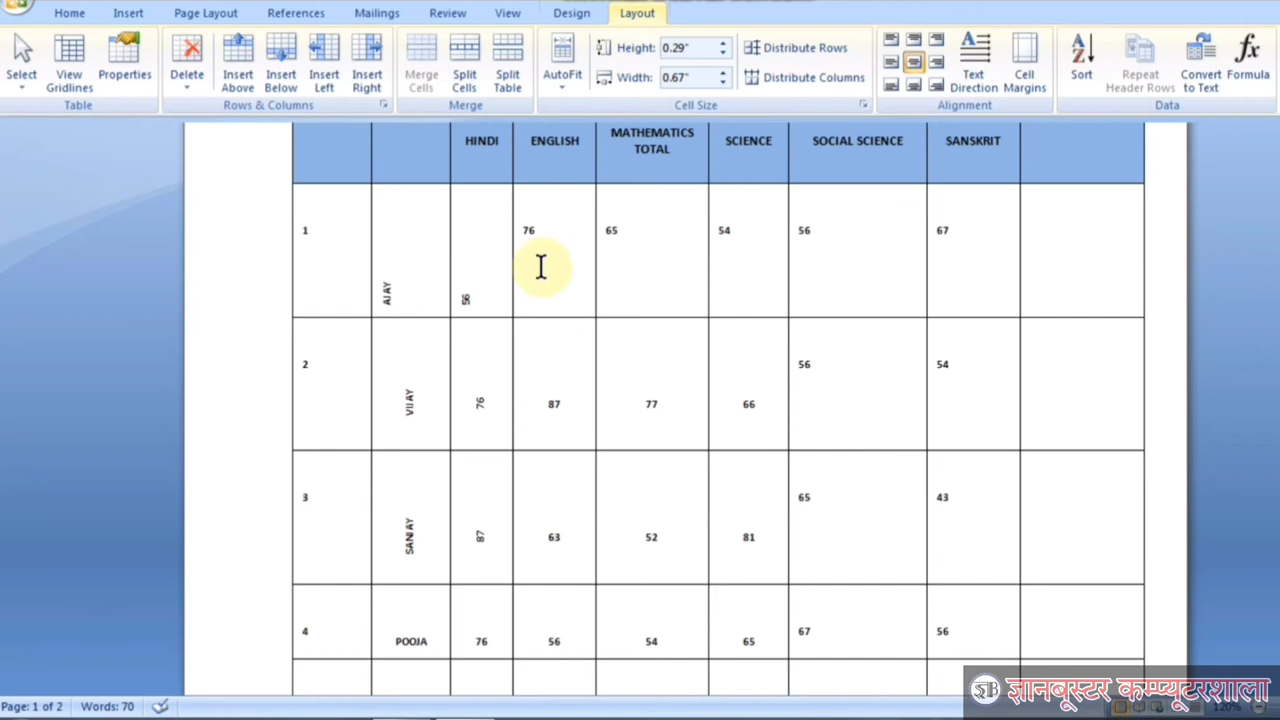 Home Insert Page Layout References Mailings Review View Design Layout
Select View Gridlines Properties Delete Insert Above Insert Below Insert Left Insert Right Merge Cells Split Cells Split Table AutoFit Height: 0.29" Width: 0.67" Distribute Rows Distribute Columns Text Direction Cell Margins Sort Repeat Header Rows Convert to Text Formula
Table Rows & Columns Merge Cell Size Alignment Data
HINDI ENGLISH MATHEMATICS TOTAL SCIENCE SOCIAL SCIENCE SANSKRIT
1 AJAY 56 76 65 54 56 67
2 VIJAY 76 87 77 66 56 54
3 SANJAY 87 63 52 81 65 43
4 POOJA 76 56 54 65 67 56
ज्ञानबूस्टर कम्प्यूटरशाला
Page: 1 of 2 Words: 70 120%